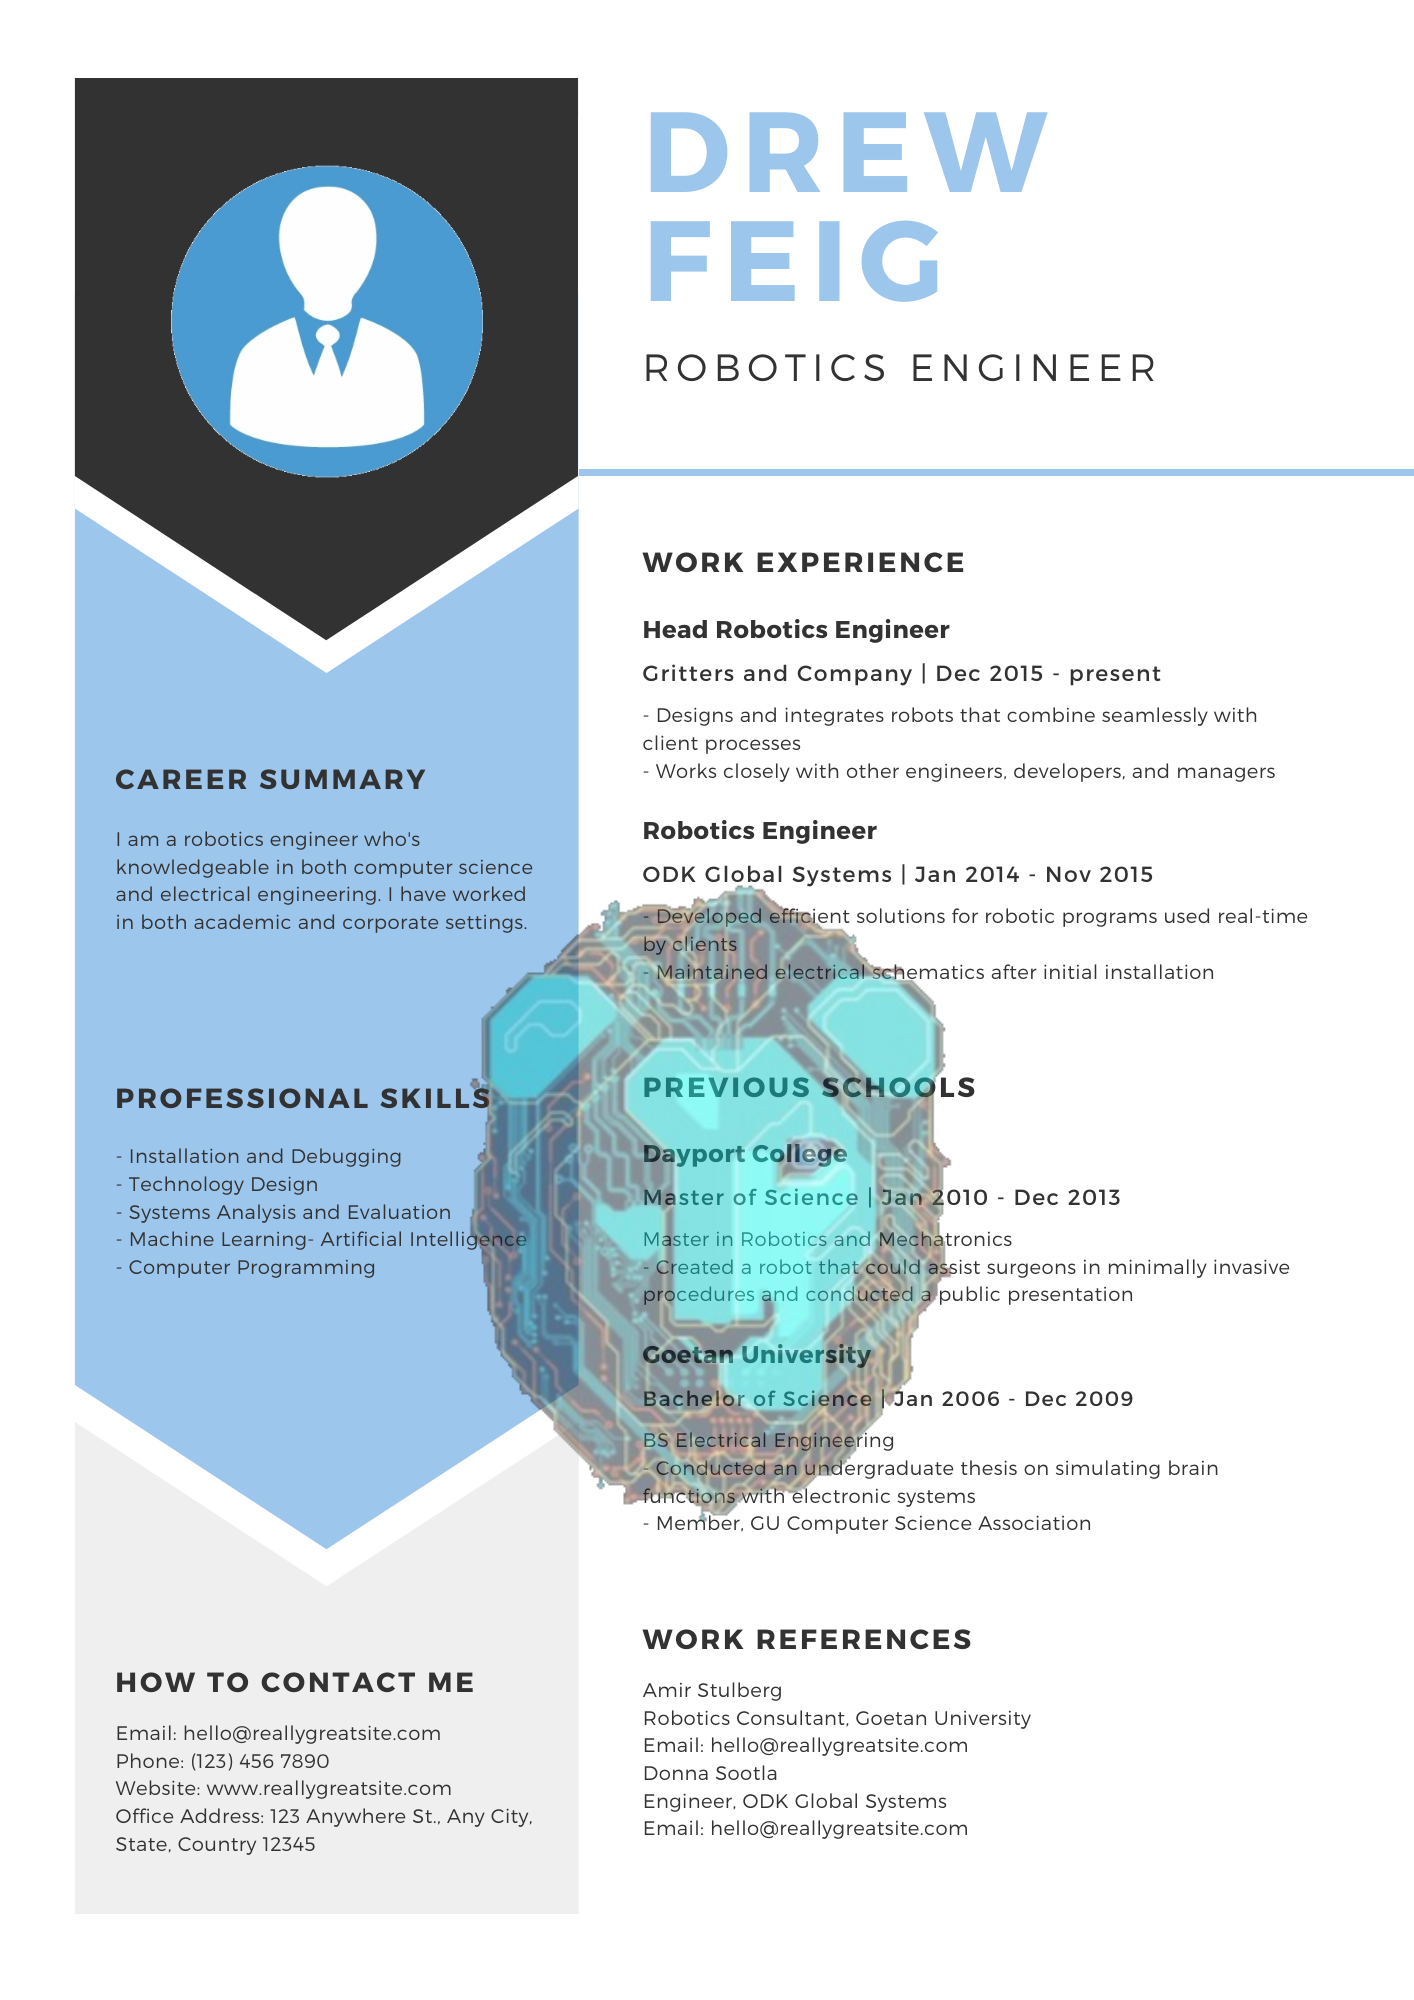 DREW
FEIG
ROBOTICS ENGINEER
CAREER SUMMARY
I am a robotics engineer who's
knowledgeable in both computer science
and electrical engineering. I have worked
in both academic and corporate settings.
PROFESSIONAL SKILLS
- Installation and Debugging
- Technology Design
- Systems Analysis and Evaluation
- Machine Learning- Artificial Intelligence
- Computer Programming
HOW TO CONTACT ME
Email: hello@reallygreatsite.com
Phone: (123) 456 7890
Website: www.reallygreatsite.com
Office Address: 123 Anywhere St., Any City,
State, Country 12345
WORK EXPERIENCE
Head Robotics Engineer
Gritters and Company | Dec 2015 - present
- Designs and integrates robots that combine seamlessly with
client processes
- Works closely with other engineers, developers, and managers
Robotics Engineer
ODK Global Systems | Jan 2014 - Nov 2015
- Developed efficient solutions for robotic programs used real-time
by clients
- Maintained electrical schematics after initial installation
PREVIOUS SCHOOLS
Dayport College
Master of Science | Jan 2010 - Dec 2013
Master in Robotics and Mechatronics
- Created a robot that could assist surgeons in minimally invasive
procedures and conducted a public presentation
Goetan University
Bachelor of Science | Jan 2006 - Dec 2009
BS Electrical Engineering
- Conducted an undergraduate thesis on simulating brain
functions with electronic systems
- Member, GU Computer Science Association
WORK REFERENCES
Amir Stulberg
Robotics Consultant, Goetan University
Email: hello@reallygreatsite.com
Donna Sootla
Engineer, ODK Global Systems
Email: hello@reallygreatsite.com